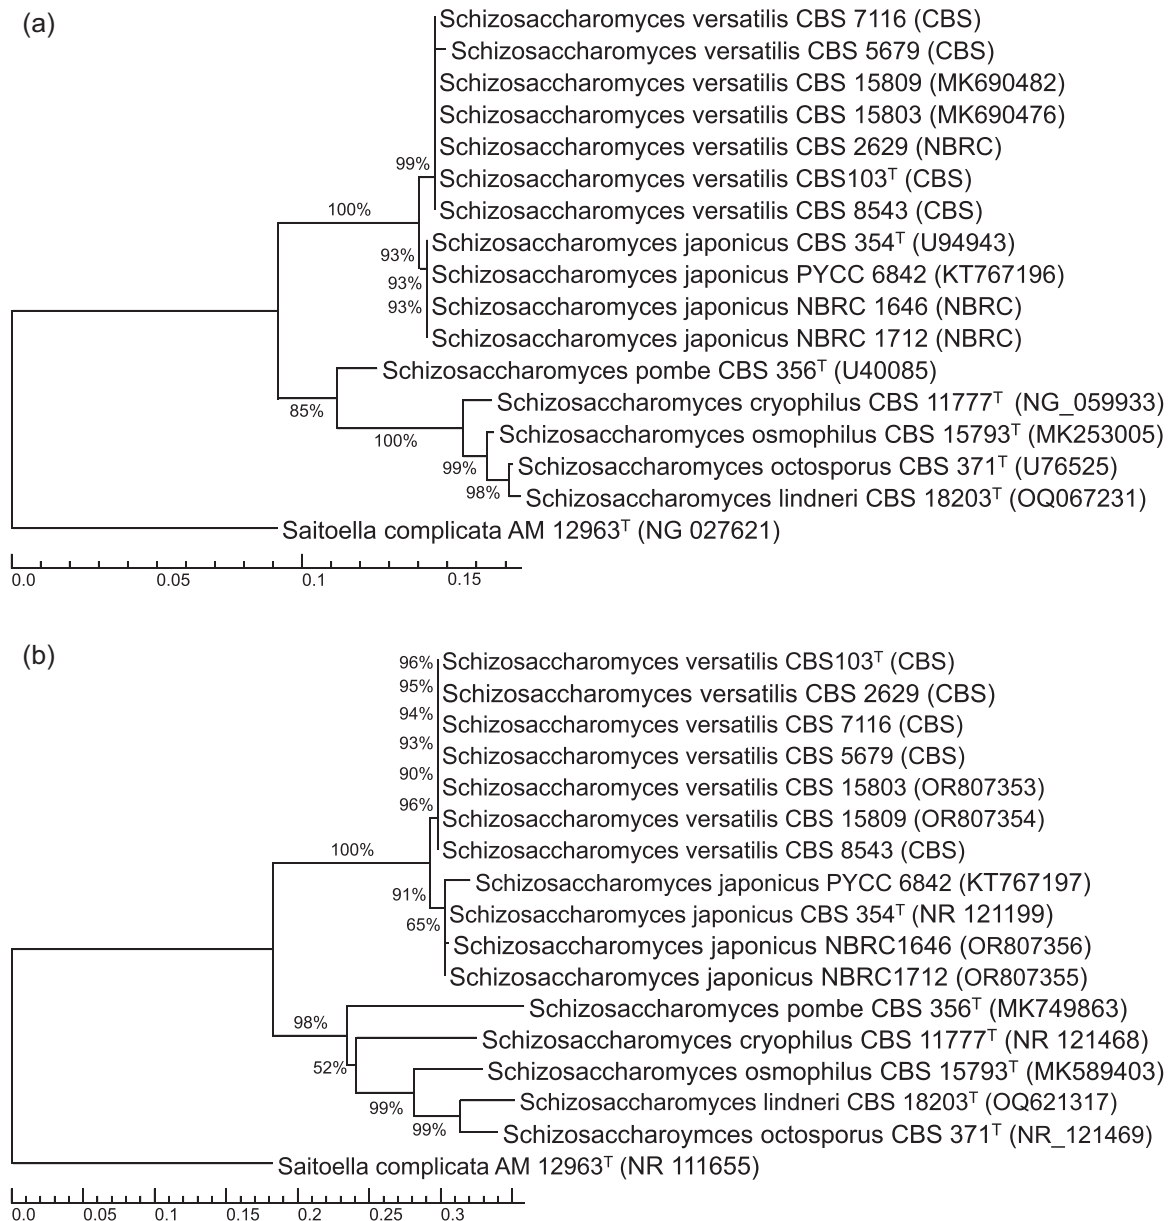 (a)
Schizosaccharomyces versatilis CBS 7116 (CBS)
Schizosaccharomyces versatilis CBS 5679 (CBS)
Schizosaccharomyces versatilis CBS 15809 (MK690482)
Schizosaccharomyces versatilis CBS 15803 (MK690476)
Schizosaccharomyces versatilis CBS 2629 (NBRC)
99%
Schizosaccharomyces versatilis CBS103ᵀ (CBS)
100%
Schizosaccharomyces versatilis CBS 8543 (CBS)
Schizosaccharomyces japonicus CBS 354ᵀ (U94943)
93%
Schizosaccharomyces japonicus PYCC 6842 (KT767196)
93%
Schizosaccharomyces japonicus NBRC 1646 (NBRC)
93%
Schizosaccharomyces japonicus NBRC 1712 (NBRC)
Schizosaccharomyces pombe CBS 356ᵀ (U40085)
85%
Schizosaccharomyces cryophilus CBS 11777ᵀ (NG_059933)
100%
Schizosaccharomyces osmophilus CBS 15793ᵀ (MK253005)
99%
Schizosaccharomyces octosporus CBS 371ᵀ (U76525)
98%
Schizosaccharomyces lindneri CBS 18203ᵀ (OQ067231)
Saitoella complicata AM 12963ᵀ (NG 027621)
0.0 0.05 0.1 0.15
(b)
96% Schizosaccharomyces versatilis CBS103ᵀ (CBS)
95% Schizosaccharomyces versatilis CBS 2629 (CBS)
94% Schizosaccharomyces versatilis CBS 7116 (CBS)
93% Schizosaccharomyces versatilis CBS 5679 (CBS)
90% Schizosaccharomyces versatilis CBS 15803 (OR807353)
96% Schizosaccharomyces versatilis CBS 15809 (OR807354)
100% Schizosaccharomyces versatilis CBS 8543 (CBS)
Schizosaccharomyces japonicus PYCC 6842 (KT767197)
91%
Schizosaccharomyces japonicus CBS 354ᵀ (NR 121199)
65%
Schizosaccharomyces japonicus NBRC1646 (OR807356)
Schizosaccharomyces japonicus NBRC1712 (OR807355)
Schizosaccharomyces pombe CBS 356ᵀ (MK749863)
98%
Schizosaccharomyces cryophilus CBS 11777ᵀ (NR 121468)
52%
Schizosaccharomyces osmophilus CBS 15793ᵀ (MK589403)
99%
Schizosaccharomyces lindneri CBS 18203ᵀ (OQ621317)
99%
Schizosaccharoymces octosporus CBS 371ᵀ (NR_121469)
Saitoella complicata AM 12963ᵀ (NR 111655)
0.0 0.05 0.1 0.15 0.2 0.25 0.3